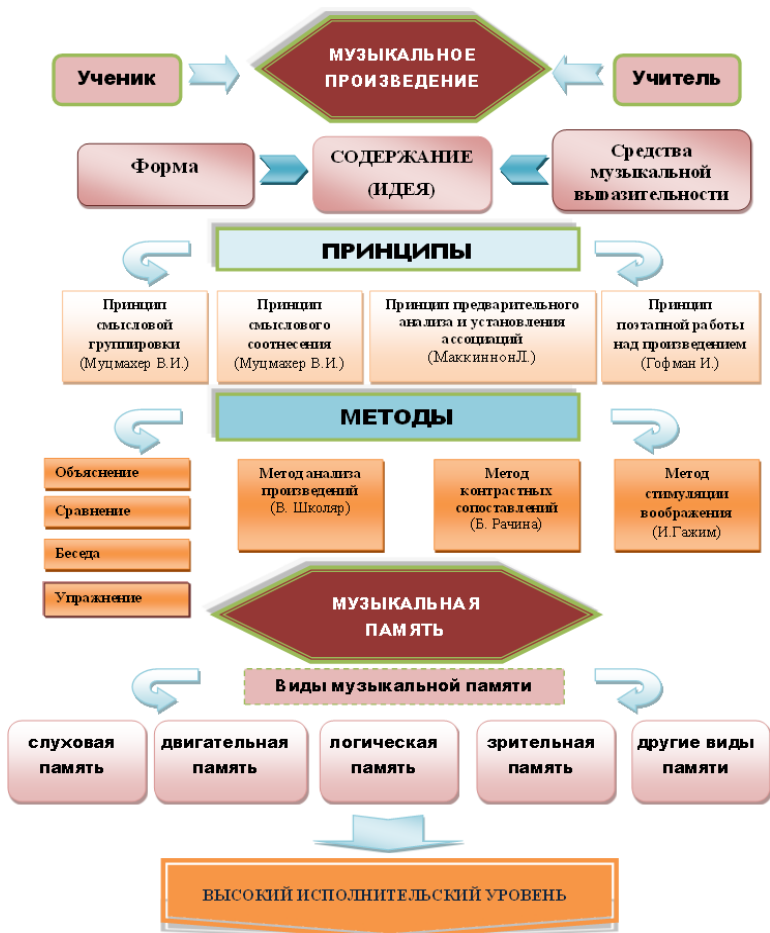 МУЗЫКАЛЬНОЕ
ПРОИЗВЕДЕНИЕ
Ученик
Учитель
Форма
СОДЕРЖАНИЕ
(ИДЕЯ)
Средства
музыкальной
выразительности
ПРИНЦИПЫ
Принцип
смысловой
группировки
(Муцмахер В.И.)
Принцип
смыслового
соотнесения
(Муцмахер В.И.)
Принцип предварительного
анализа и установления
ассоциаций
(МаккиннонЛ.)
Принцип
поэтапной работы
над произведением
(Гофман И.)
МЕТОДЫ
Объяснение
Сравнение
Беседа
Упражнение
Метод анализа
произведений
(В. Школяр)
Метод
контрастных
сопоставлений
(Б. Рачина)
Метод
стимуляции
воображения
(И.Гажим)
МУЗЫКАЛЬНАЯ
ПАМЯТЬ
Виды музыкальной памяти
слуховая
память
двигательная
память
логическая
память
зрительная
память
другие виды
памяти
ВЫСОКИЙ ИСПОЛНИТЕЛЬСКИЙ УРОВЕНЬ